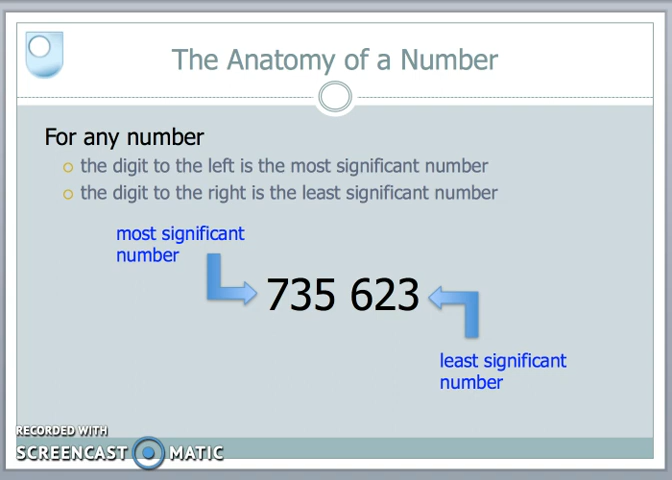 The Anatomy of a Number
For any number
the digit to the left is the most significant number
the digit to the right is the least significant number
most significant
number
735 623
least significant
number
RECORDED WITH
SCREENCAST MATIC